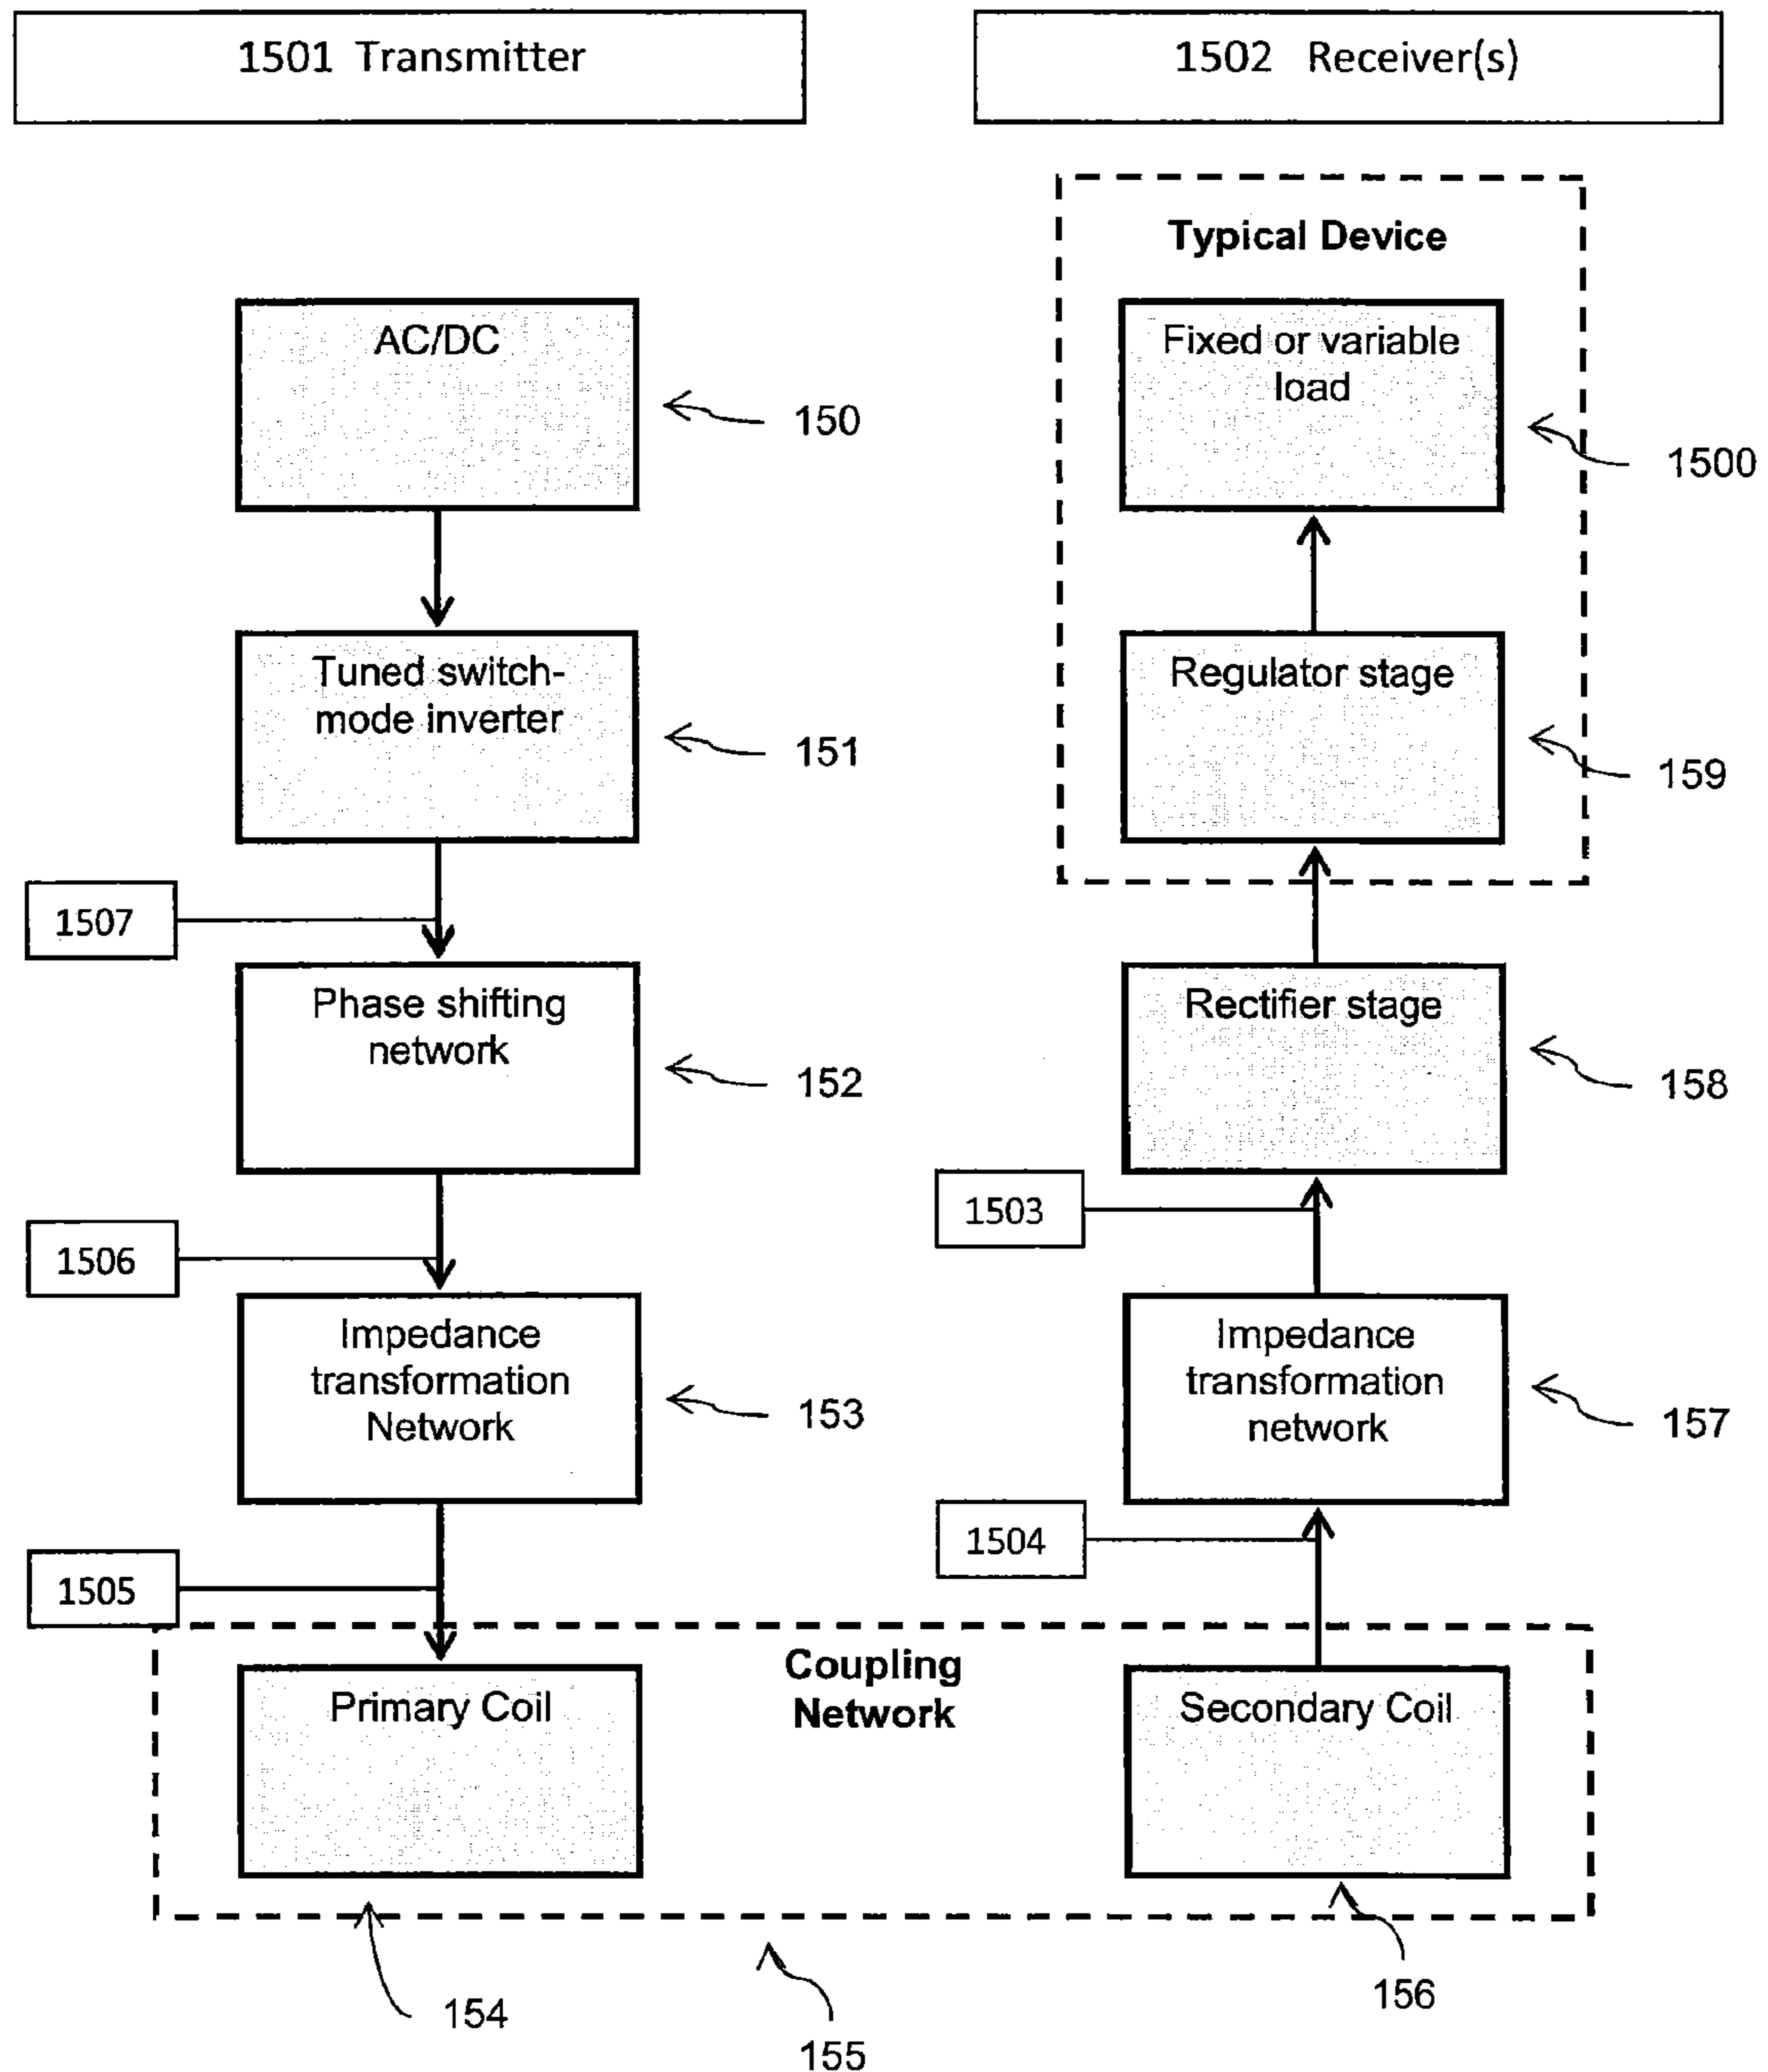 1501 Transmitter
1502 Receiver(s)
Typical Device
AC/DC
150
Fixed or variable
load
1500
Tuned switch-
mode inverter
151
Regulator stage
159
1507
Phase shifting
network
152
Rectifier stage
158
1506
1503
Impedance
transformation
Network
153
Impedance
transformation
network
157
1505
1504
Coupling
Network
Primary Coil
Secondary Coil
154
155
156